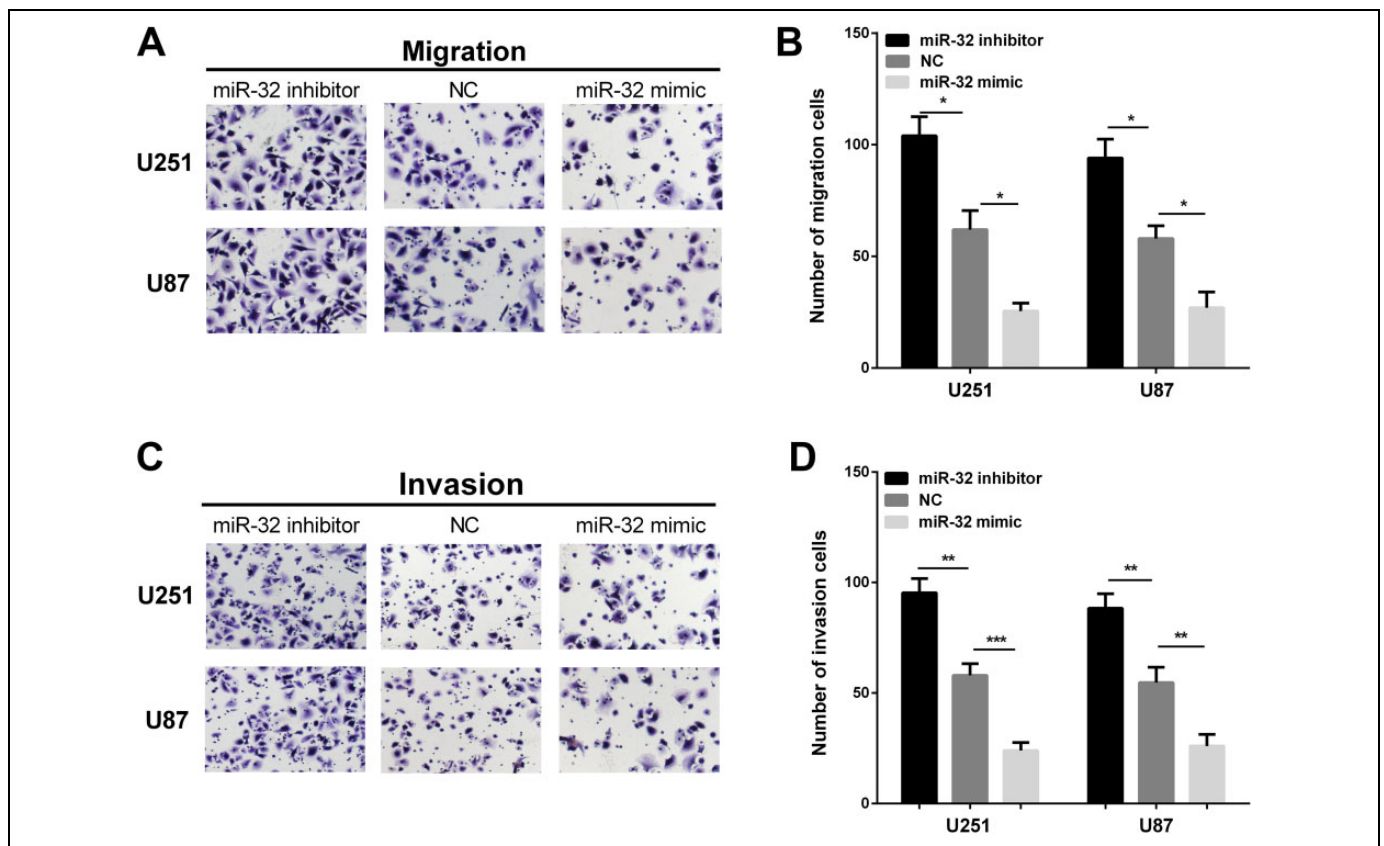 A
Migration
miR-32 inhibitor NC miR-32 mimic
U251
U87
B
150
100
50
0
Number of migration cells
miR-32 inhibitor
NC
miR-32 mimic
* * * *
U251 U87
C
Invasion
miR-32 inhibitor NC miR-32 mimic
U251
U87
D
150
100
50
0
Number of invasion cells
miR-32 inhibitor
NC
miR-32 mimic
** *** ** **
U251 U87